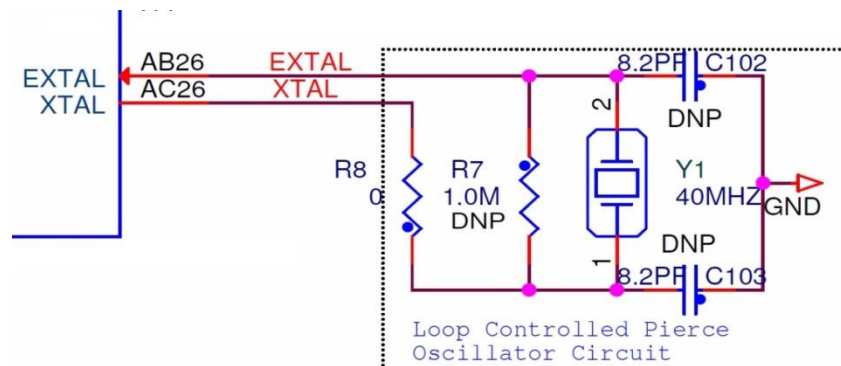 EXTAL
XTAL
AB26
AC26
EXTAL
XTAL
8.2PF C102
DNP
2
R8
0
R7
1.0M
DNP
Y1
40MHZ
GND
DNP
1
8.2PF C103
Loop Controlled Pierce
Oscillator Circuit